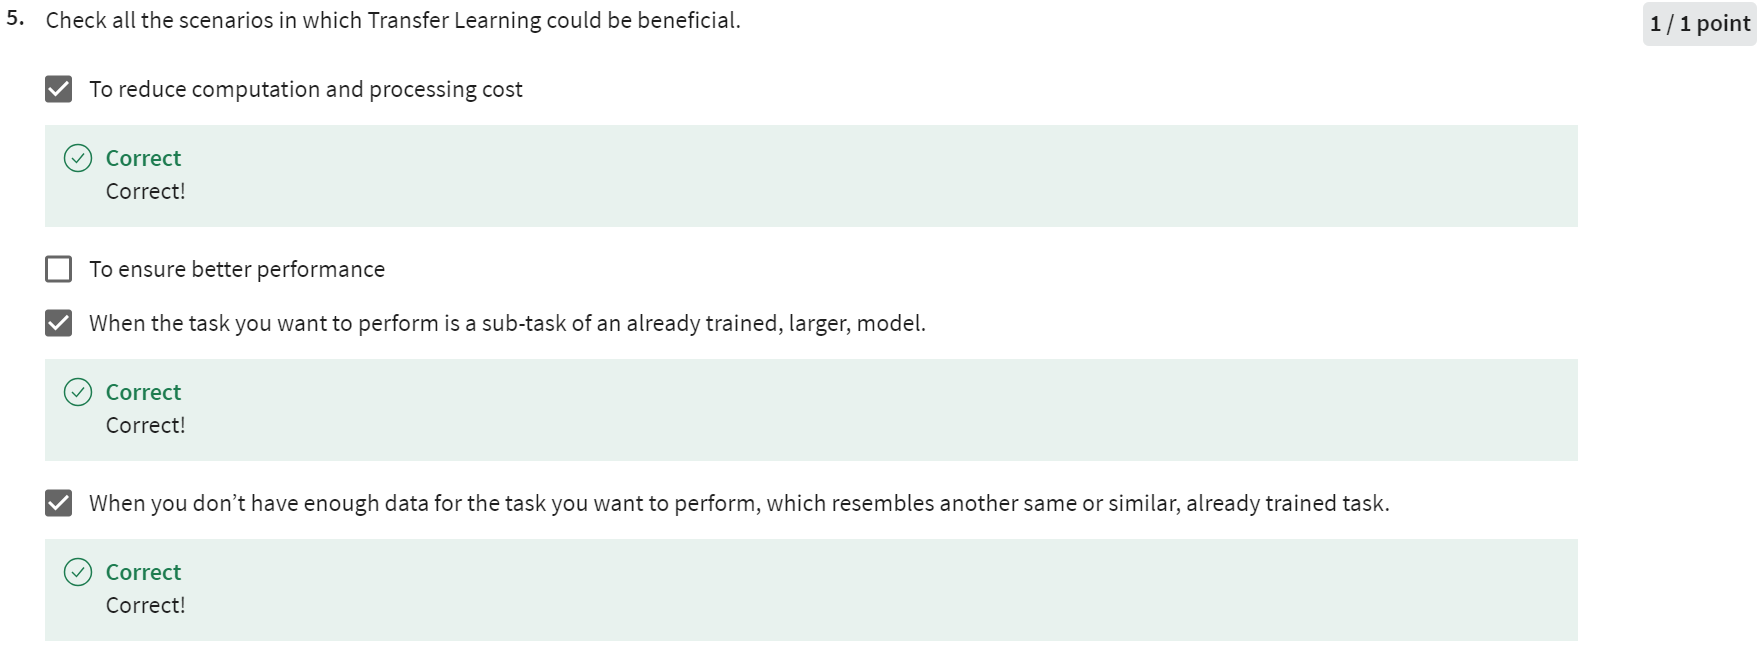 5. Check all the scenarios in which Transfer Learning could be beneficial.
1 / 1 point
To reduce computation and processing cost
Correct
Correct!
To ensure better performance
When the task you want to perform is a sub-task of an already trained, larger, model.
Correct
Correct!
When you don’t have enough data for the task you want to perform, which resembles another same or similar, already trained task.
Correct
Correct!